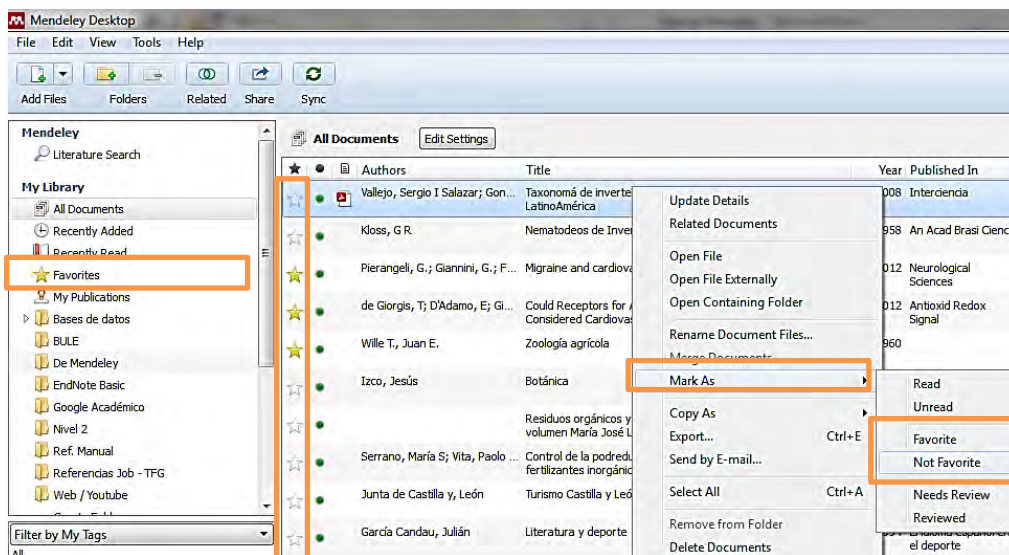 Mendeley Desktop
File Edit View Tools Help
Add Files Folders Related Share Sync
Mendeley
Literature Search
My Library
All Documents
Recently Added
Recently Read
Favorites
My Publications
Bases de datos
BULE
De Mendeley
EndNote Basic
Google Académico
Nivel 2
Ref. Manual
Referencias Job - TFG
Web / Youtube
Filter by My Tags
All
All Documents Edit Settings
Authors Title Year Published In
Vallejo, Sergio I Salazar; Gon... Taxonomá de inverte 008 Interciencia
LatinoAmérica
Kloss, G R. Nematodeos de Inver 958 An Acad Brasi Cienc
Pierangeli, G.; Giannini, G.; F... Migraine and cardiova 012 Neurological
Sciences
de Giorgis, T; D'Adamo, E; Gi... Could Receptors for A 012 Antioxid Redox
Considered Cardiovas Signal
Wille T., Juan E. Zoología agrícola 960
Izco, Jesús Botánica
Residuos orgánicos y
volumen María José L
Serrano, María S; Vita, Paolo ... Control de la podredu
fertilizantes inorgánic
Junta de Castilla y, León Turismo Castilla y Leó
García Candau, Julián Literatura y deporte
el deporte
Update Details
Related Documents
Open File
Open File Externally
Open Containing Folder
Rename Document Files...
Merge Documents
Mark As
Copy As
Export... Ctrl+E
Send by E-mail...
Select All Ctrl+A
Remove from Folder
Delete Documents
Read
Unread
Favorite
Not Favorite
Needs Review
Reviewed